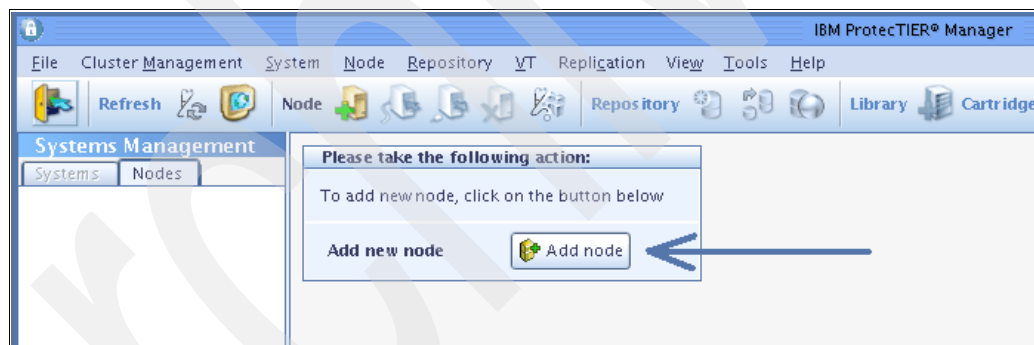 IBM ProtecTIER® Manager
File Cluster Management System Node Repository VT Replication View Tools Help
Refresh Node Repository Library Cartridge
Systems Management
Systems Nodes
Please take the following action:
To add new node, click on the button below
Add new node Add node